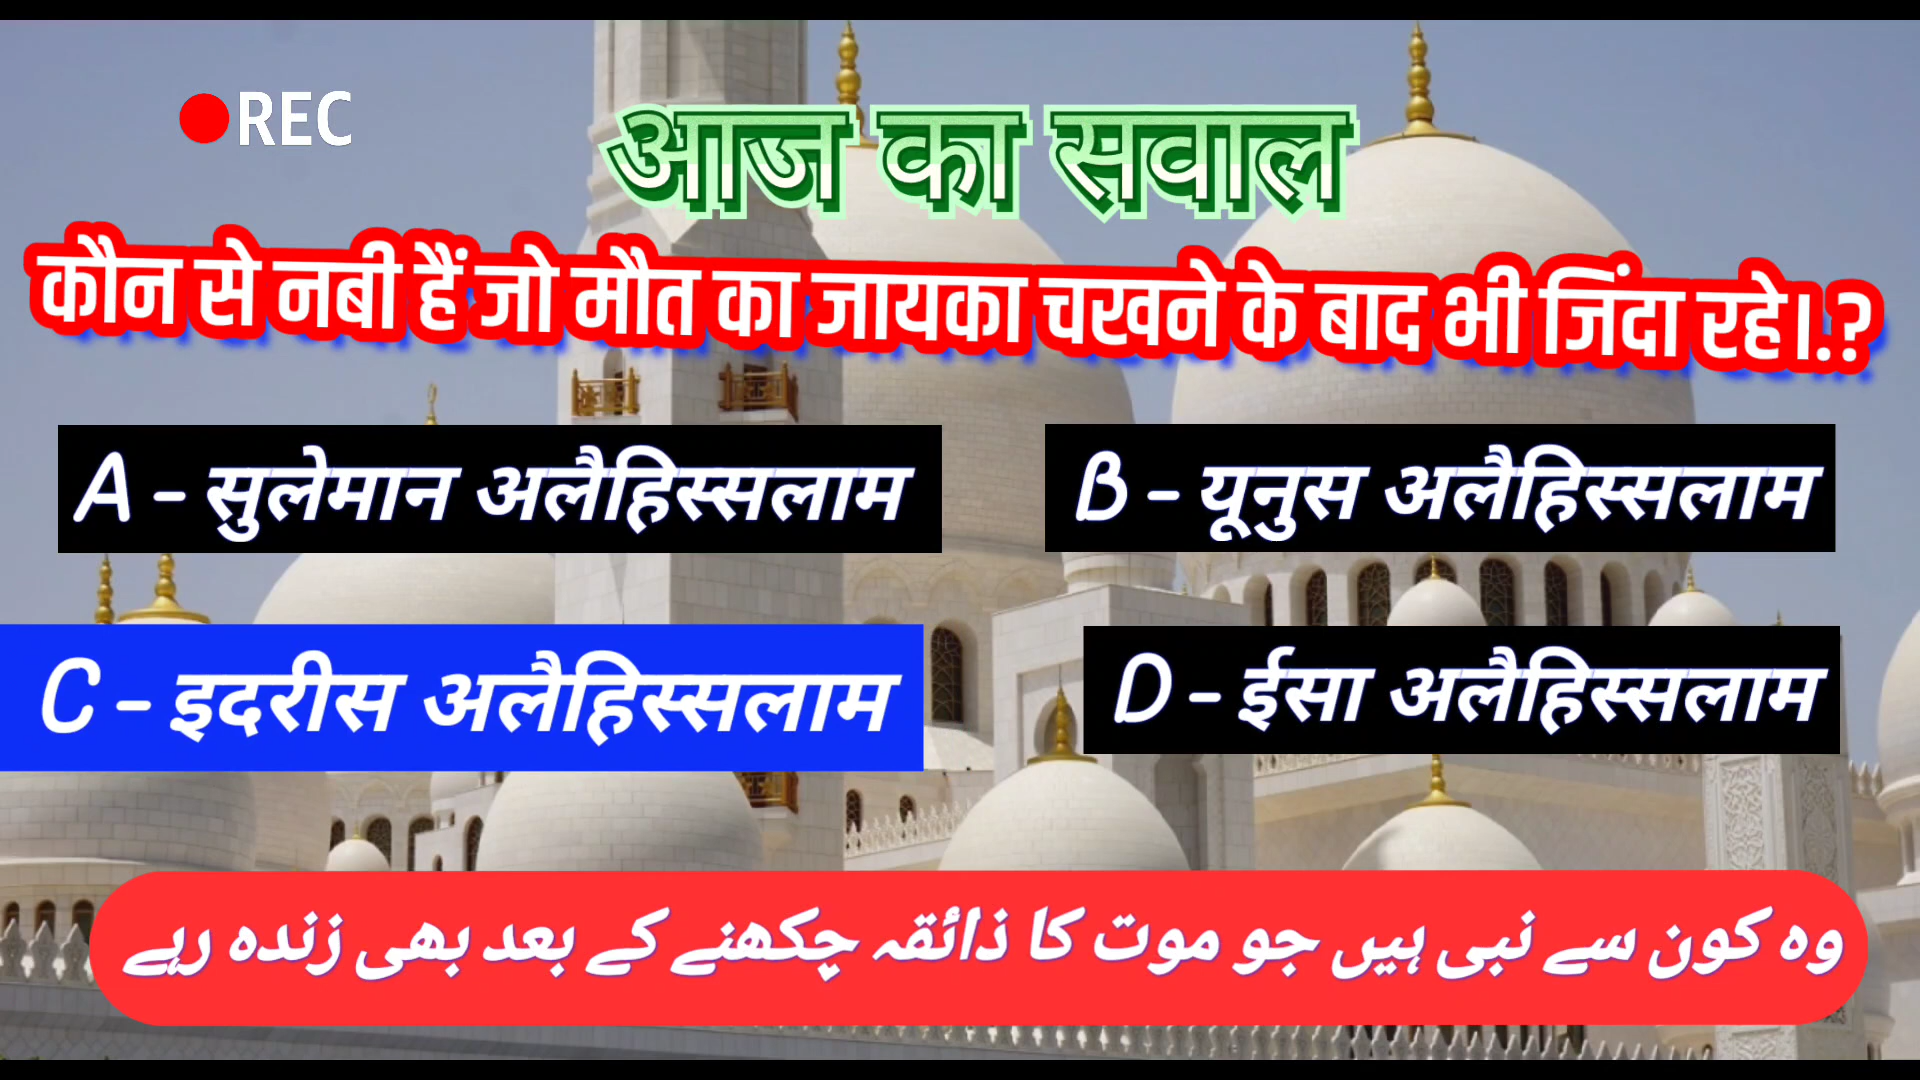 REC
आज का सवाल
कौन से नबी हैं जो मौत का जायका चखने के बाद भी जिंदा रहे।.?
A - सुलेमान अलैहिस्सलाम
B - यूनुस अलैहिस्सलाम
C - इदरीस अलैहिस्सलाम
D - ईसा अलैहिस्सलाम
وہ کون سے نبی ہیں جو موت کا ذائقہ چکھنے کے بعد بھی زندہ رہے